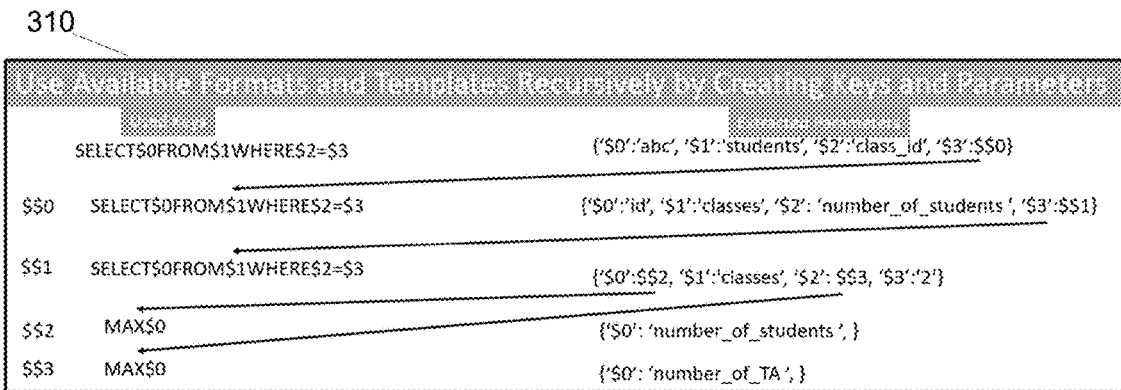 310
Use Available Formats and Templates Recursively by Creating Keys and Parameters
SELECT$0FROM$1WHERE$2=$3 {'$0':'abc', '$1':'students', '$2':'class_id', '$3':$$0}
$$0 SELECT$0FROM$1WHERE$2=$3 {'$0':'id', '$1':'classes', '$2': 'number_of_students', '$3':$$1}
$$1 SELECT$0FROM$1WHERE$2=$3 {'$0':$$2, '$1':'classes', '$2': $$3, '$3':'2'}
$$2 MAX$0 {'$0': 'number_of_students', }
$$3 MAX$0 {'$0': 'number_of_TA', }